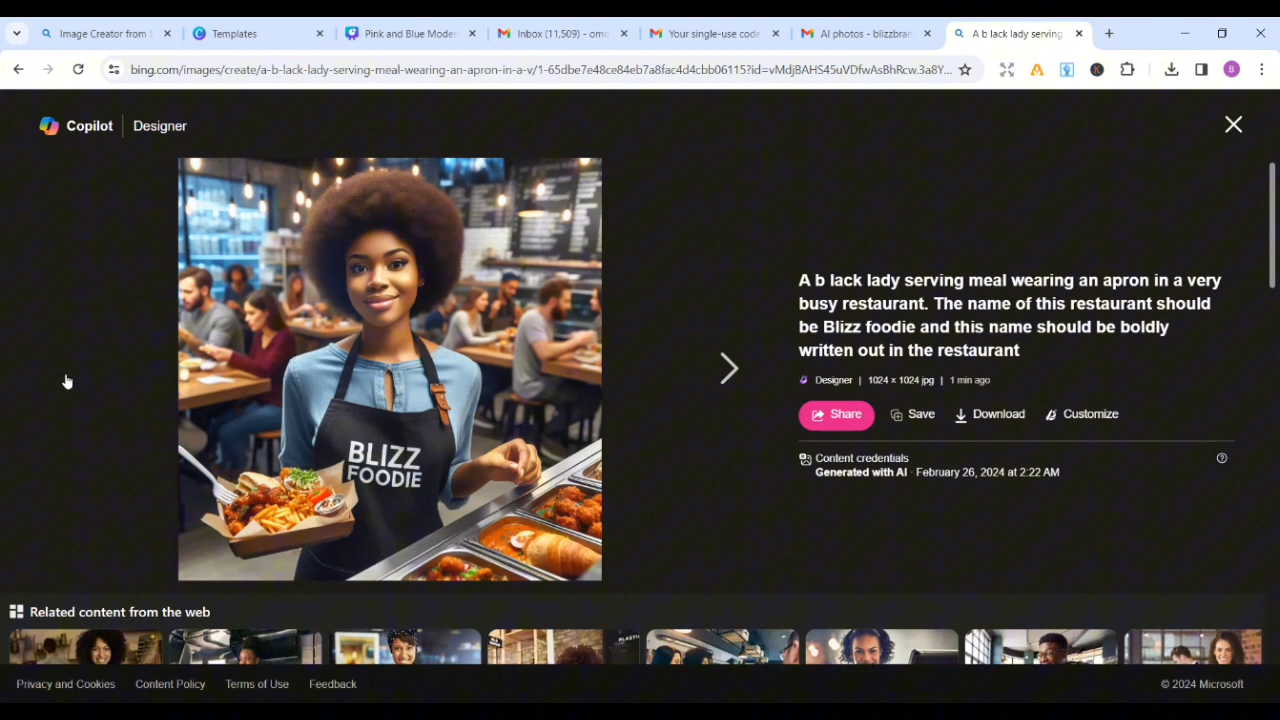 Image Creator from
Templates
Pink and Blue Moder
Inbox (11,509) - omo
Your single-use code
AI photos - blizzbran
A b lack lady serving
bing.com/images/create/a-b-lack-lady-serving-meal-wearing-an-apron-in-a-v/1-65dbe7e48ce84eb7a8fac4d4cbb06115?id=vMdjBAHS45uVDfwAsBhRcw.3a8Y...
B
Copilot
Designer
BLIZZ
FOODIE
A b lack lady serving meal wearing an apron in a very
busy restaurant. The name of this restaurant should
be Blizz foodie and this name should be boldly
written out in the restaurant
Designer | 1024 × 1024 jpg | 1 min ago
Share Save Download Customize
Content credentials
Generated with AI · February 26, 2024 at 2:22 AM
Related content from the web
Privacy and Cookies Content Policy Terms of Use Feedback © 2024 Microsoft